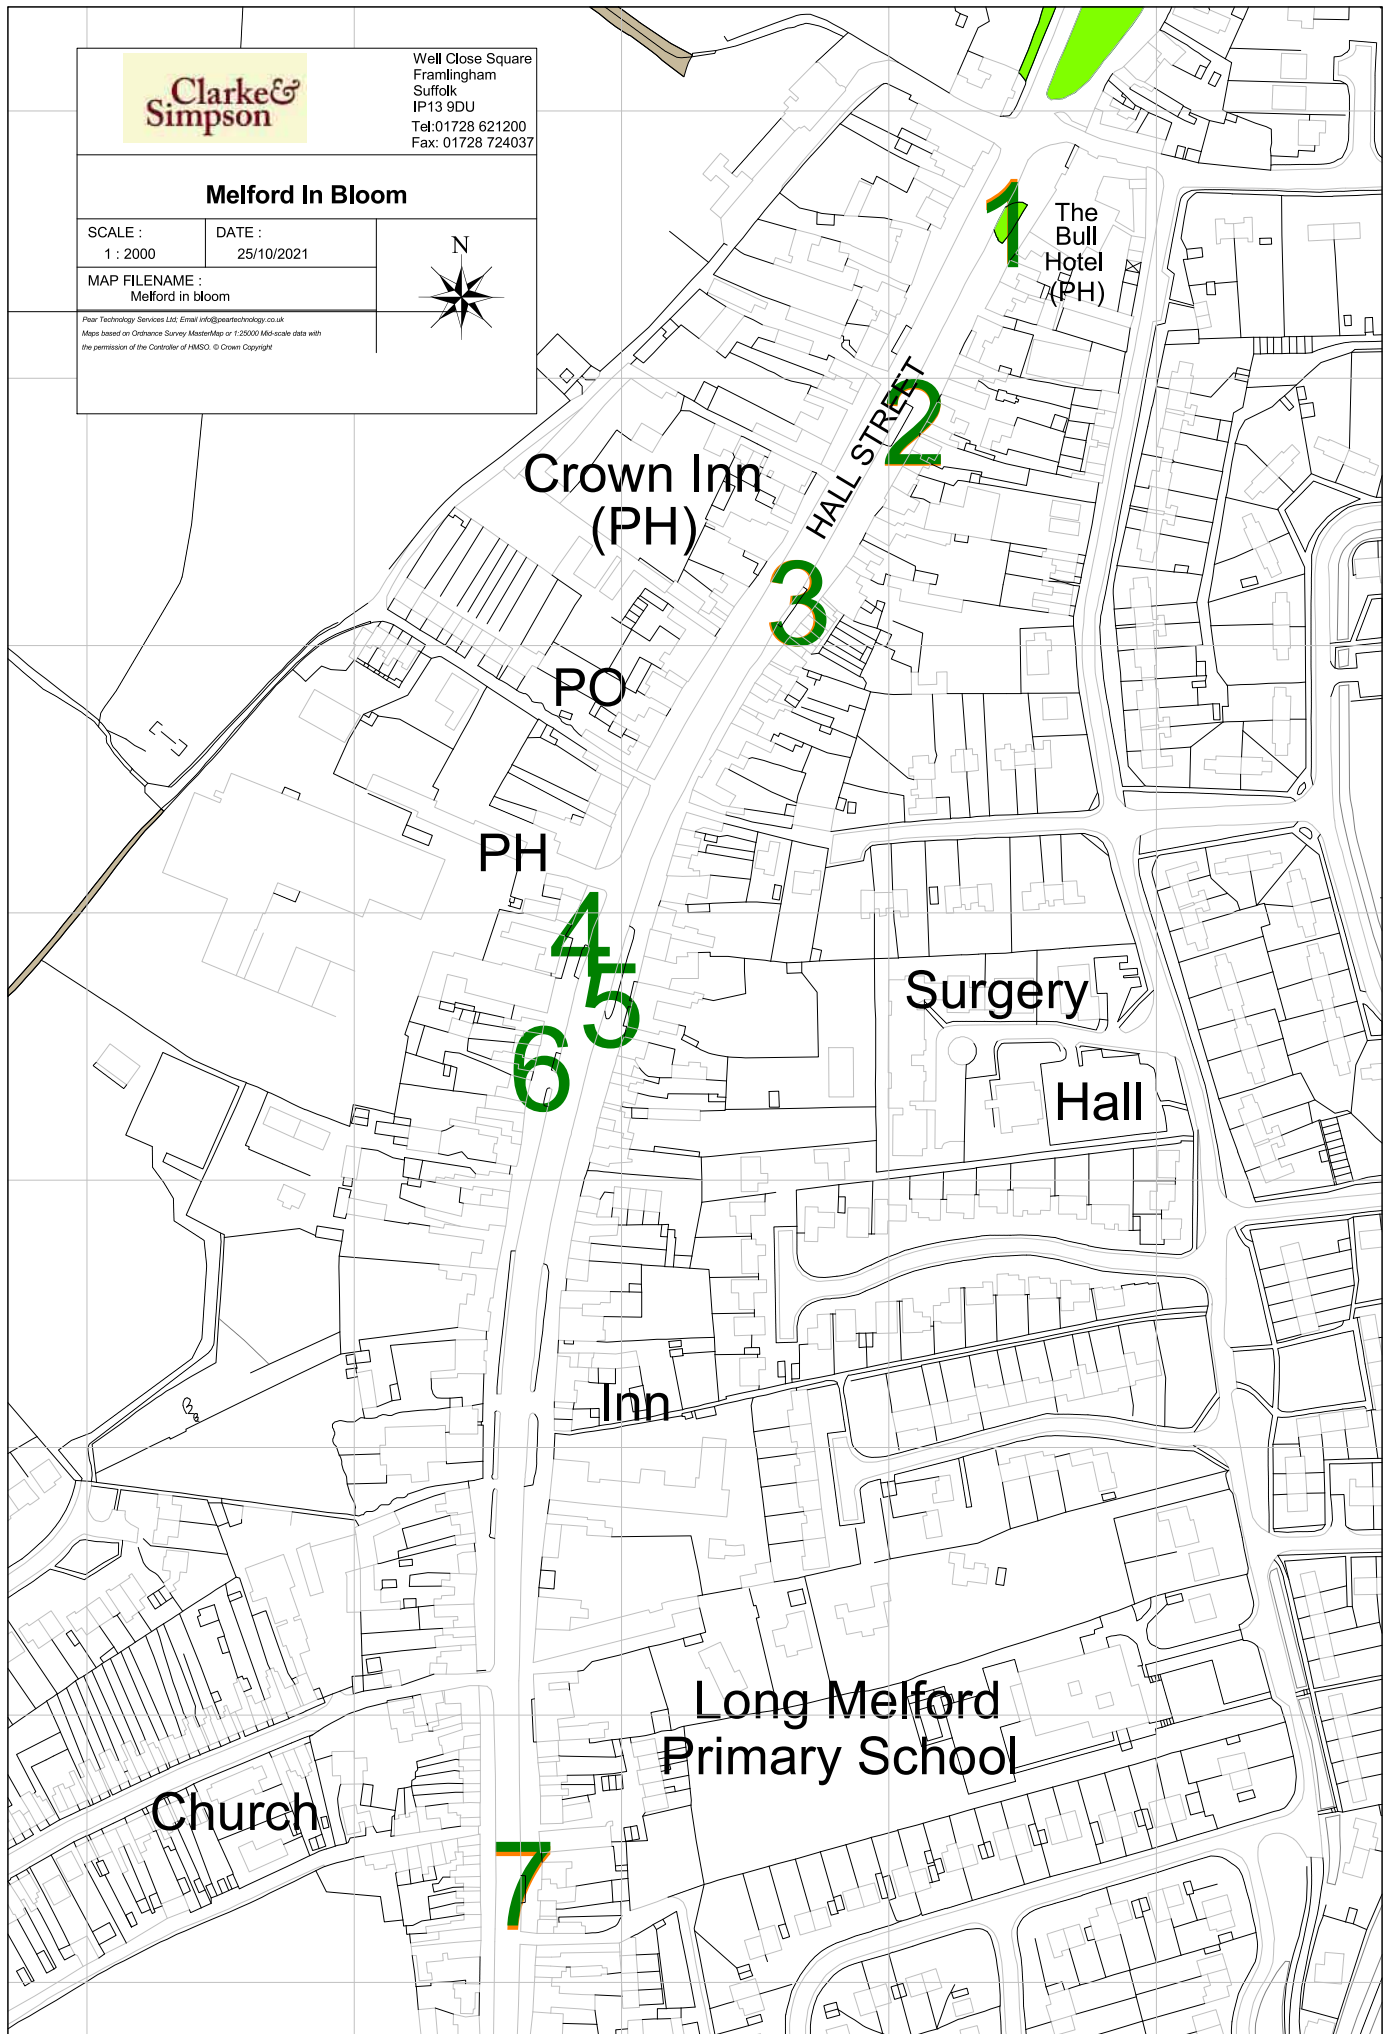 Clarke&
Simpson
Well Close Square
Framlingham
Suffolk
IP13 9DU
Tel:01728 621200
Fax: 01728 724037
Melford In Bloom
SCALE :
1 : 2000
DATE :
25/10/2021
MAP FILENAME :
Melford in bloom
N
Pear Technology Services Ltd; Email info@peartechnology.co.uk
Maps based on Ordnance Survey MasterMap or 1:25000 Mid-scale data with
the permission of the Controller of HMSO. © Crown Copyright
1
The
Bull
Hotel
(PH)
HALL STREET
2
Crown Inn
(PH)
3
PO
PH
4
5
6
Surgery
Hall
Inn
Long Melford
Primary School
Church
7